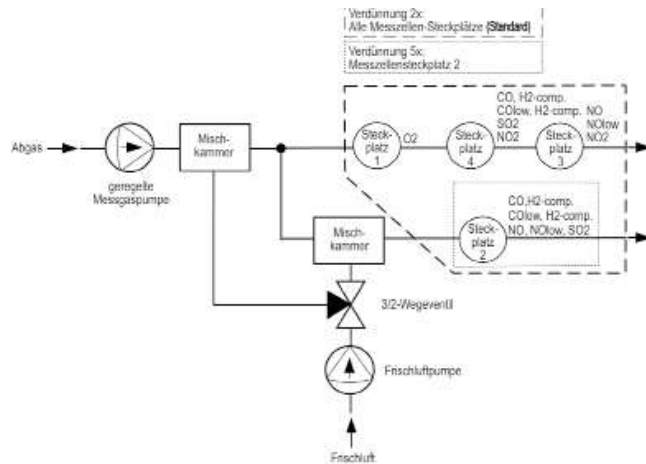 Verdünnung 2x:
Alle Messzellen-Steckplätze (Standard)
Verdünnung 5x:
Messzellensteckplatz 2
Abgas
geregelte
Messgaspumpe
Misch-
kammer
Steck-
platz
1
O2
Steck-
platz
4
CO, H2-comp.
COlow, H2-comp.
SO2
NO2
Steck-
platz
3
NO
NOlow
NO2
Misch-
kammer
Steck-
platz
2
CO,H2-comp.
COlow, H2-comp.
NO, NOlow, SO2
3/2-Wegeventil
Frischluftpumpe
Frischluft